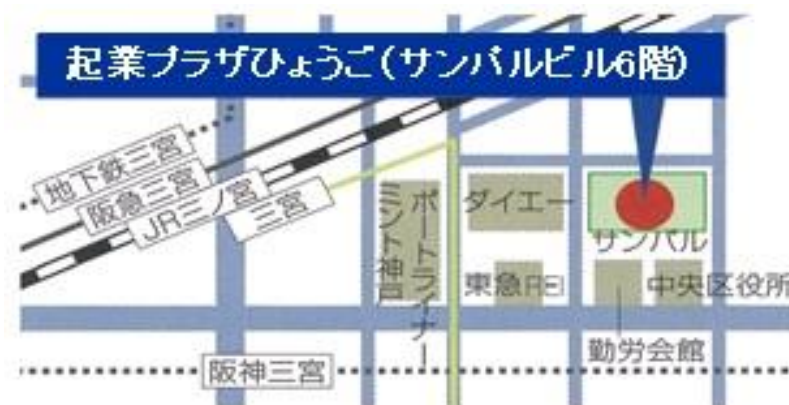 起業プラザひょうご(サンパルビル6階)
地下鉄三宮
阪急三宮
JR三ノ宮
三宮
ミント神戸
ポートライナー
ダイエー
サンパル
東急REI
中央区役所
勤労会館
阪神三宮